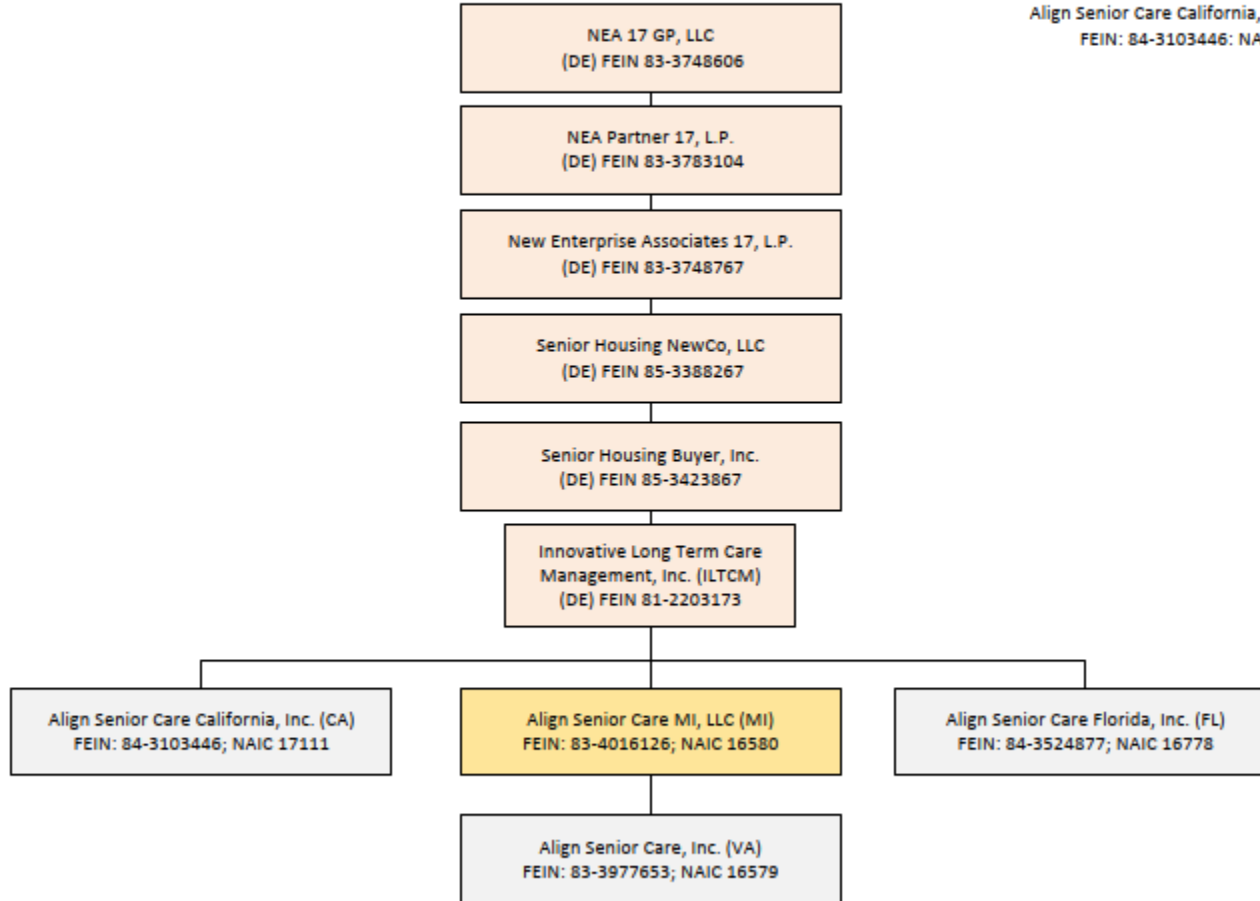 NEA 17 GP, LLC
(DE) FEIN 83-3748606
Align Senior Care California,
FEIN: 84-3103446: NA
NEA Partner 17, L.P.
(DE) FEIN 83-3783104
New Enterprise Associates 17, L.P.
(DE) FEIN 83-3748767
Senior Housing NewCo, LLC
(DE) FEIN 85-3388267
Senior Housing Buyer, Inc.
(DE) FEIN 85-3423867
Innovative Long Term Care
Management, Inc. (ILTCM)
(DE) FEIN 81-2203173
Align Senior Care California, Inc. (CA)
FEIN: 84-3103446; NAIC 17111
Align Senior Care MI, LLC (MI)
FEIN: 83-4016126; NAIC 16580
Align Senior Care Florida, Inc. (FL)
FEIN: 84-3524877; NAIC 16778
Align Senior Care, Inc. (VA)
FEIN: 83-3977653; NAIC 16579